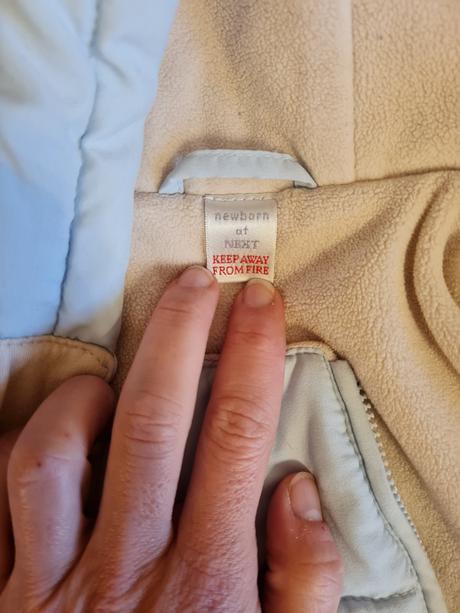 newborn
at
NEXT
KEEP AWAY
FROM FIRE